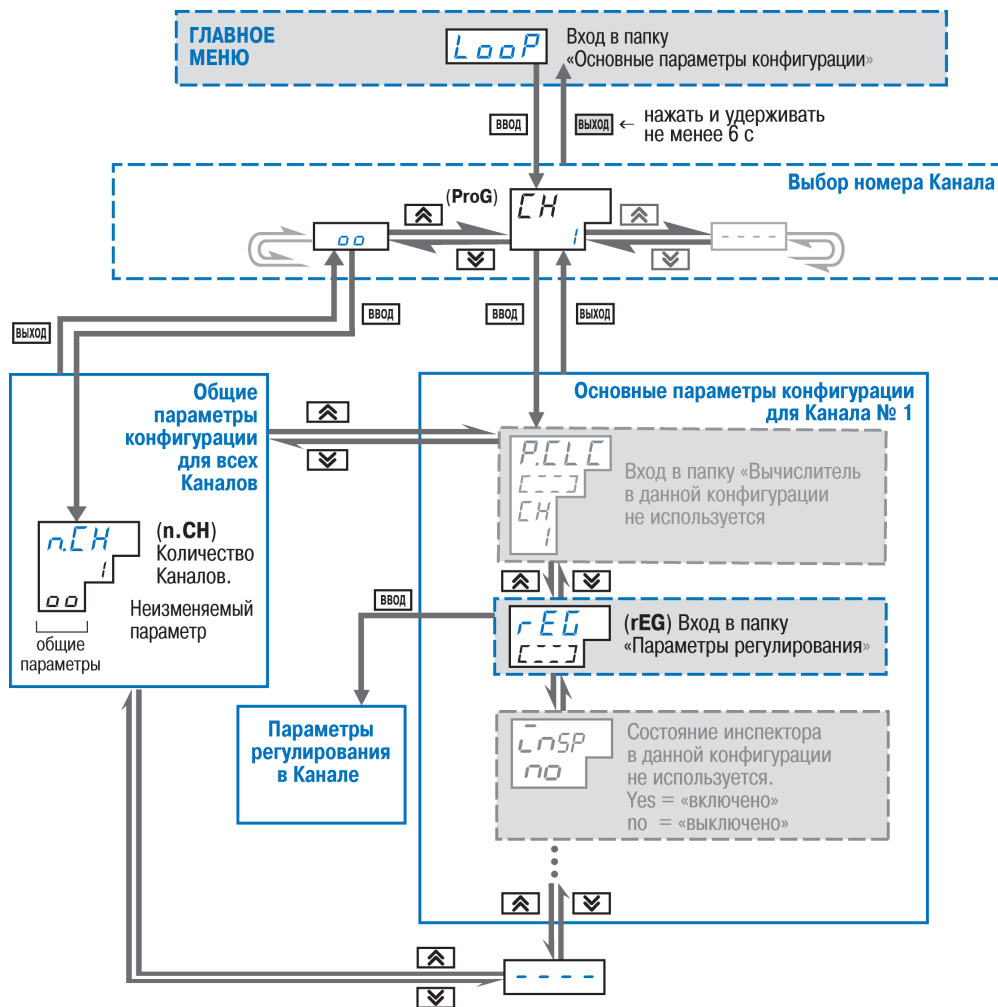 ГЛАВНОЕ
МЕНЮ
LooP
Вход в папку
«Основные параметры конфигурации»
ВВОД
ВЫХОД
← нажать и удерживать
не менее 6 с
Выбор номера Канала
(ProG)
CH
1
oo
- - - -
ВЫХОД
ВВОД
ВВОД
ВЫХОД
Общие
параметры
конфигурации
для всех
Каналов
n.CH
1
oo
(n.CH)
Количество
Каналов.
Неизменяемый
параметр
общие
параметры
Основные параметры конфигурации
для Канала № 1
P.CLC
[---]
CH
1
Вход в папку «Вычислитель
в данной конфигурации
не используется
ВВОД
rEG
[---]
(rEG) Вход в папку
«Параметры регулирования»
Параметры
регулирования
в Канале
inSP
no
Состояние инспектора
в данной конфигурации
не используется.
Yes = «включено»
no = «выключено»
- - - -